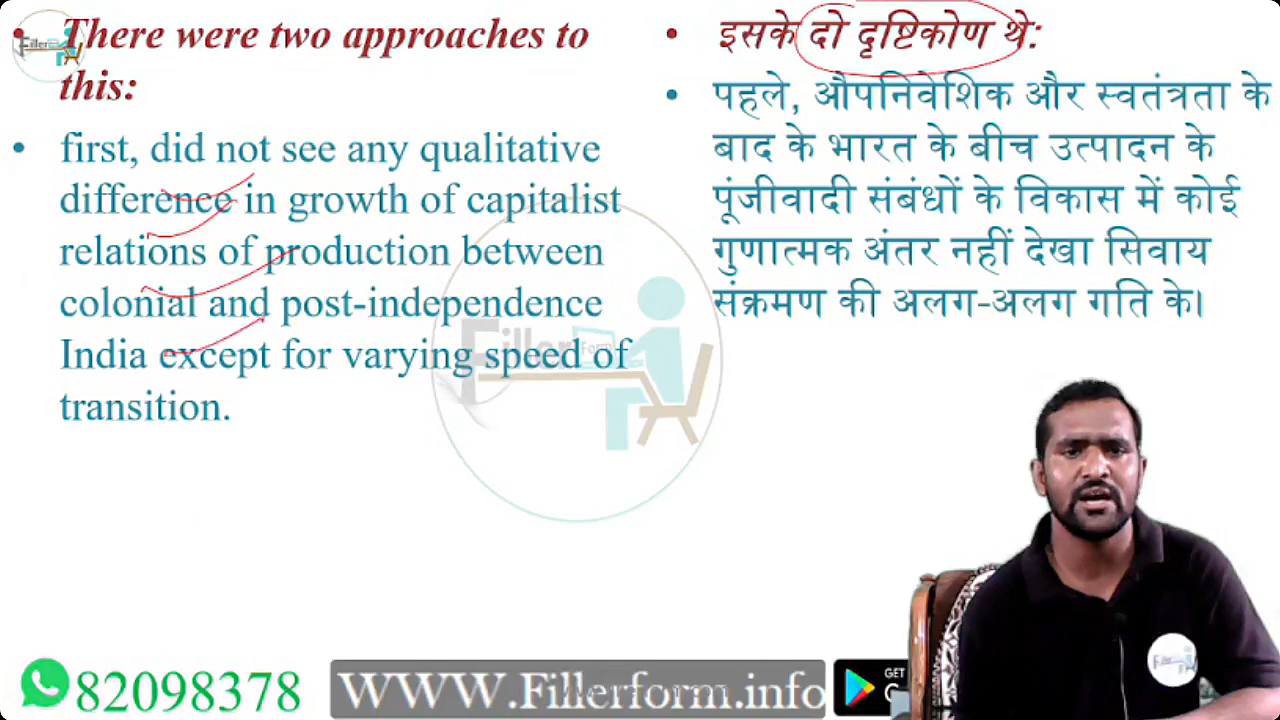 There were two approaches to
this:
first, did not see any qualitative
difference in growth of capitalist
relations of production between
colonial and post-independence
India except for varying speed of
transition.
इसके दो दृष्टिकोण थे:
पहले, औपनिवेशिक और स्वतंत्रता के
बाद के भारत के बीच उत्पादन के
पूंजीवादी संबंधों के विकास में कोई
गुणात्मक अंतर नहीं देखा सिवाय
संक्रमण की अलग-अलग गति के।
Filler
Form
82098378
WWW.Fillerform.info
GET